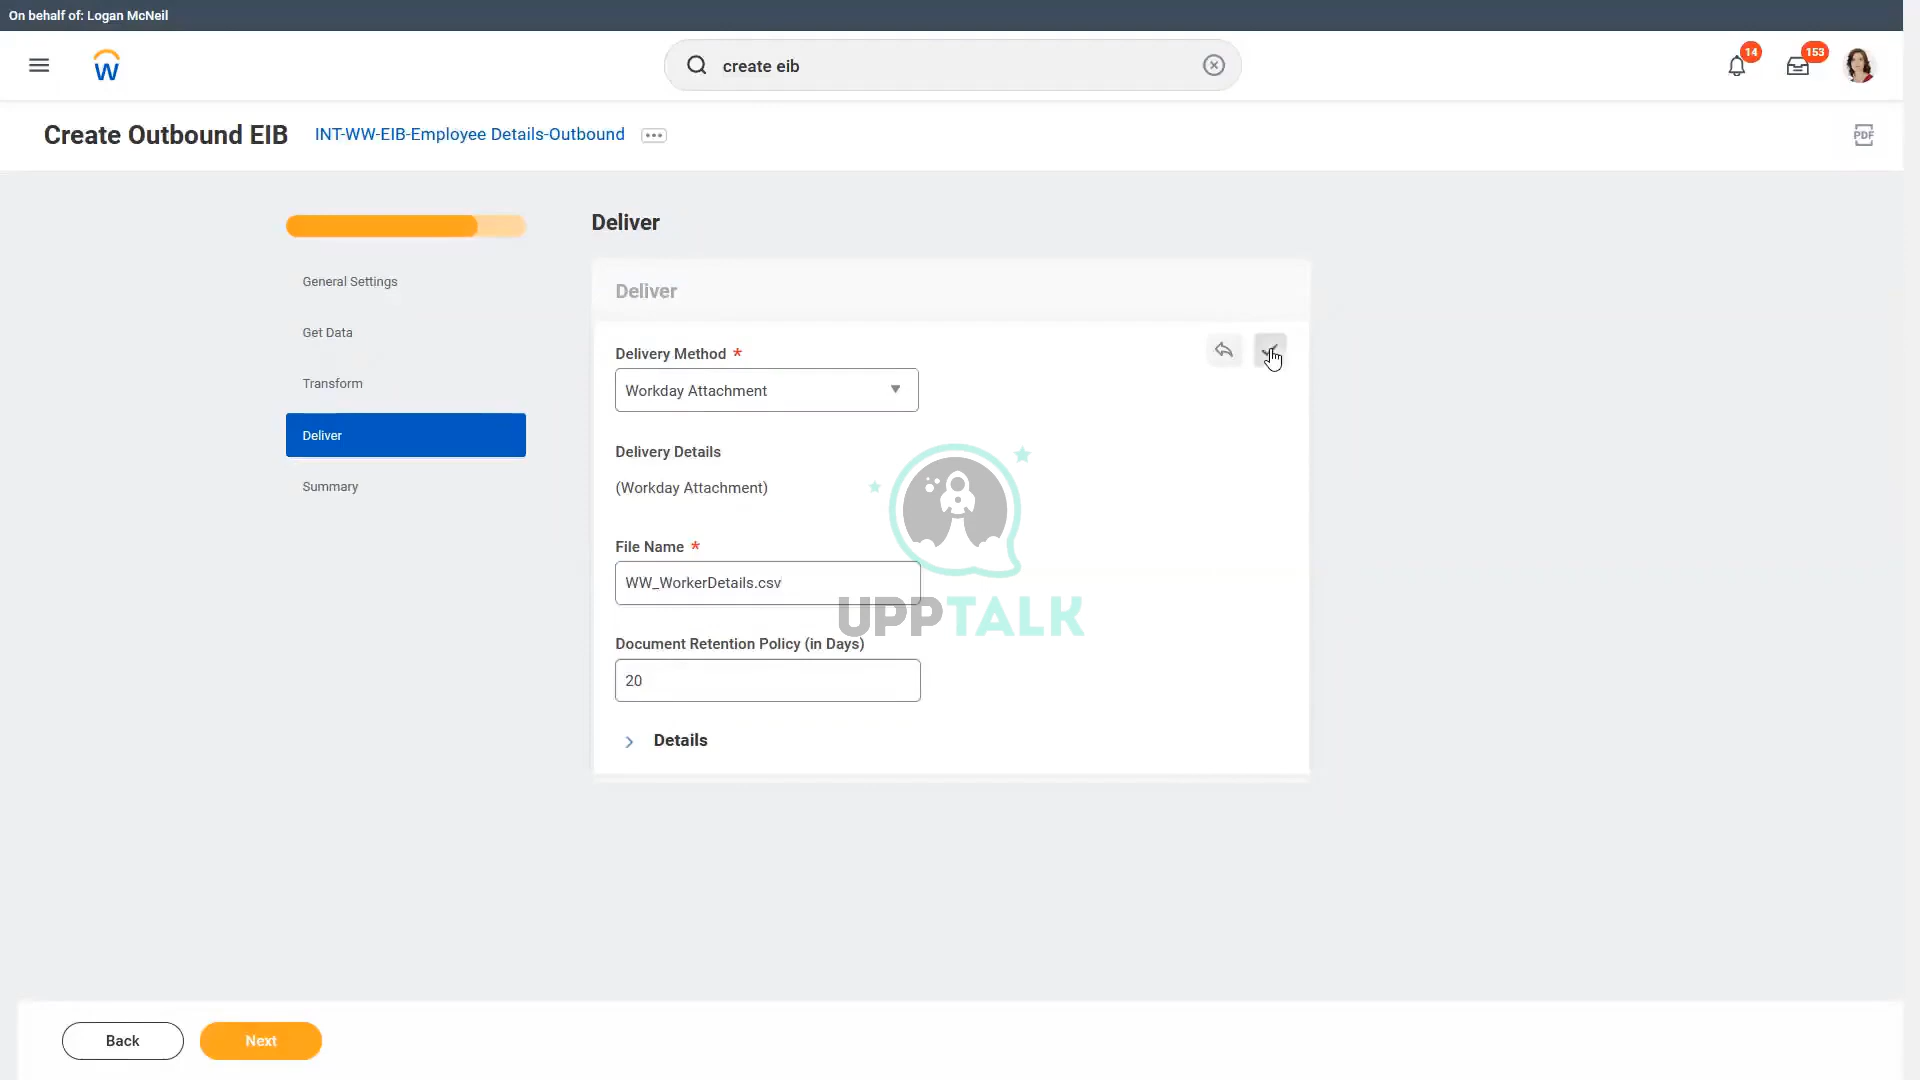 On behalf of: Logan McNeil
W
create eib
14
153
Create Outbound EIB INT-WW-EIB-Employee Details-Outbound
PDF
Deliver
General Settings
Get Data
Transform
Deliver
Summary
Deliver
Delivery Method *
Workday Attachment
Delivery Details
(Workday Attachment)
File Name *
WW_WorkerDetails.csv
UPPTALK
Document Retention Policy (in Days)
20
Details
Back
Next